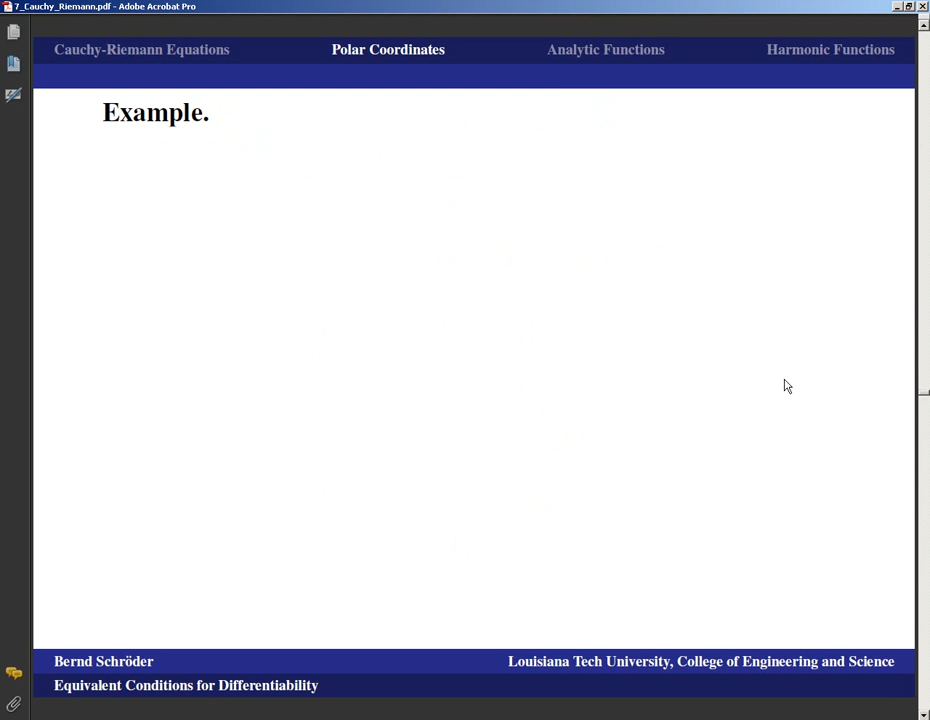 7_Cauchy_Riemann.pdf - Adobe Acrobat Pro
Cauchy-Riemann Equations Polar Coordinates Analytic Functions Harmonic Functions
Example.
Bernd Schröder Louisiana Tech University, College of Engineering and Science
Equivalent Conditions for Differentiability